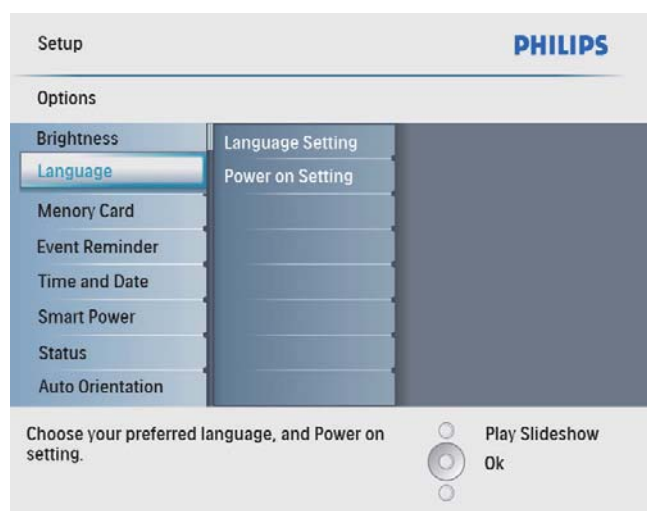 Setup
PHILIPS
Options
Brightness
Language
Menory Card
Event Reminder
Time and Date
Smart Power
Status
Auto Orientation
Language Setting
Power on Setting
Choose your preferred language, and Power on
setting.
Play Slideshow
Ok